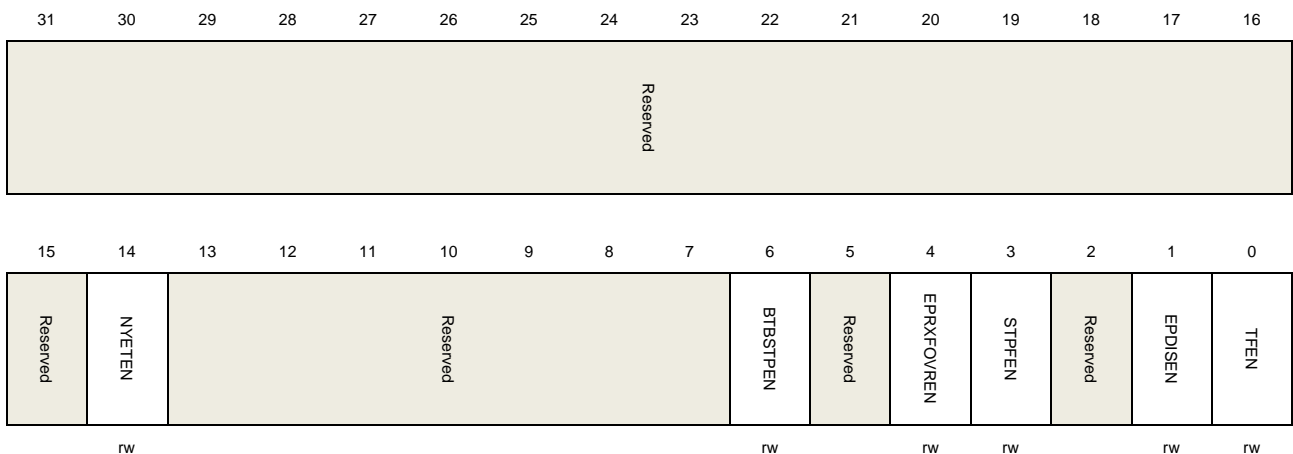 31 30 29 28 27 26 25 24 23 22 21 20 19 18 17 16
Reserved
15 14 13 12 11 10 9 8 7 6 5 4 3 2 1 0
Reserved NYETEN Reserved BTBSTPEN Reserved EPRXFOVREN STPFEN Reserved EPDISEN TFEN
rw rw rw rw rw rw